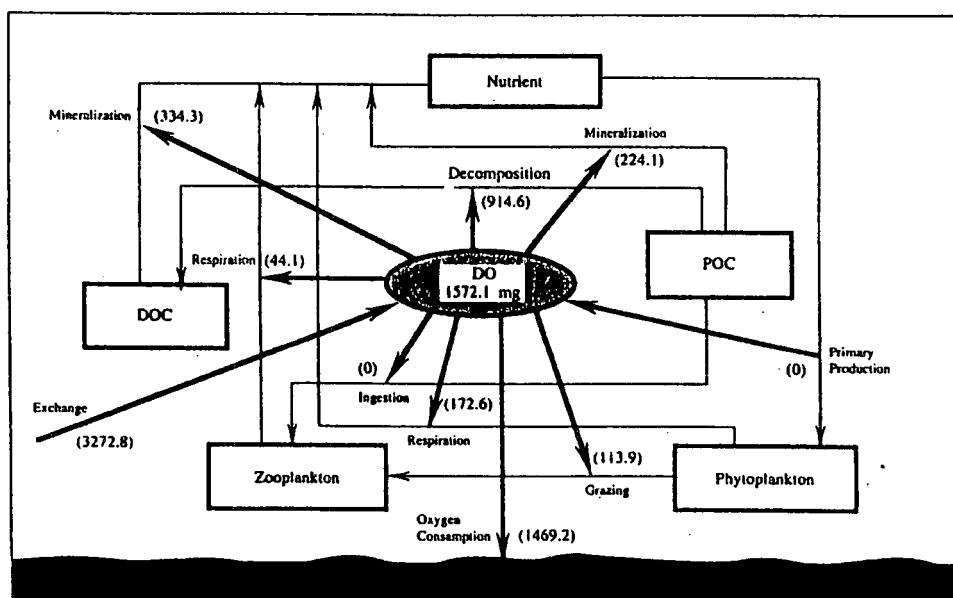 Nutrient
Mineralization
(334.3)
Mineralization
(224.1)
Decomposition
(914.6)
Respiration
(44.1)
DO
1572.1 mg
POC
DOC
(0)
Ingestion
(0)
Primary
Production
Exchange
(3272.8)
(172.6)
Respiration
(113.9)
Grazing
Zooplankton
Phytoplankton
Oxygen
Consumption
(1469.2)